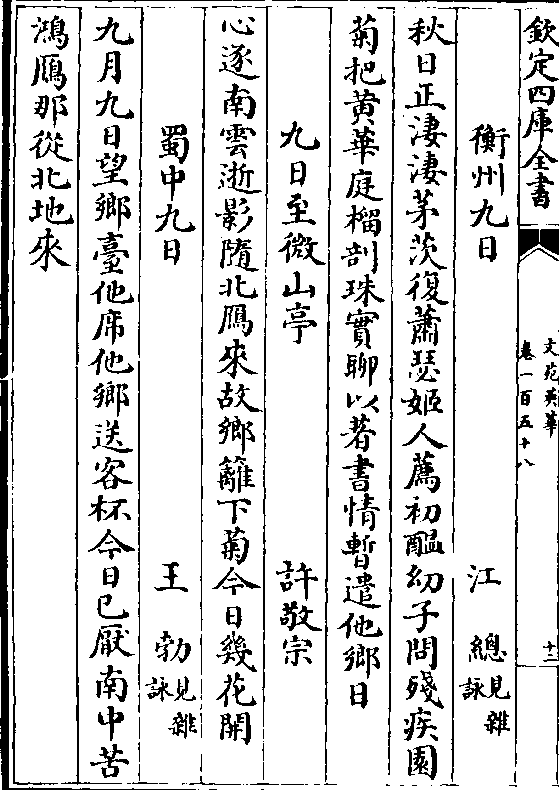 欽定四庫全書
文苑英華
卷一百五十八
十二
衡州九日 江總見雜詠
秋日正淒淒茅茨復蕭瑟姬人薦初醖幼子問殘疾園
菊抱黄華庭榴剖珠實聊以著書情暫遣他鄉日
九日至微山亭 許敬宗
心逐南雲逝影隨北鴈來故鄉籬下菊今日幾花開
蜀中九日 王勃見雜詠
九月九日望鄉臺他席他鄉送客杯今日已厭南中苦
鴻鴈那從北地來